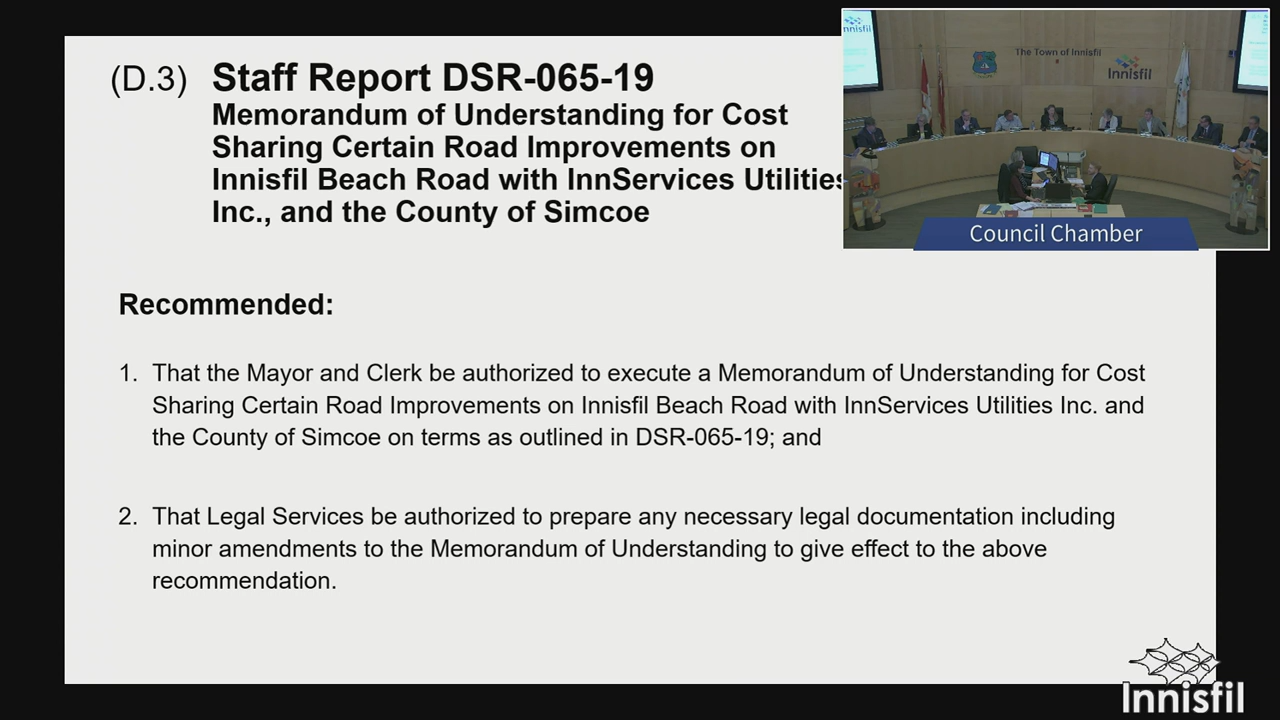 (D.3) Staff Report DSR-065-19
Memorandum of Understanding for Cost
Sharing Certain Road Improvements on
Innisfil Beach Road with InnServices Utilities
Inc., and the County of Simcoe
innisfil
The Town of Innisfil
Innisfil
Council Chamber
Recommended:
1. That the Mayor and Clerk be authorized to execute a Memorandum of Understanding for Cost
Sharing Certain Road Improvements on Innisfil Beach Road with InnServices Utilities Inc. and
the County of Simcoe on terms as outlined in DSR-065-19; and
2. That Legal Services be authorized to prepare any necessary legal documentation including
minor amendments to the Memorandum of Understanding to give effect to the above
recommendation.
Innisfil